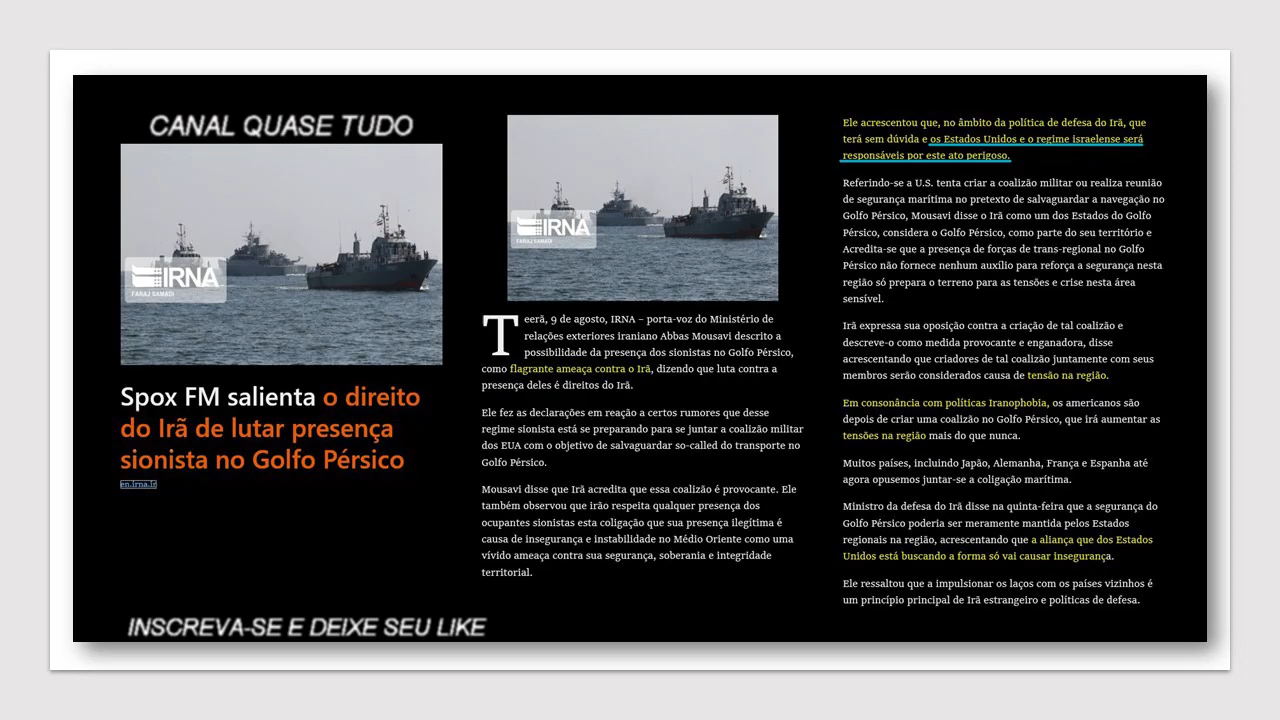 CANAL QUASE TUDO
IRNA
FARAJ SAMADI
Spox FM salienta o direito
do Irã de lutar presença
sionista no Golfo Pérsico
en.irna.ir
INSCREVA-SE E DEIXE SEU LIKE
IRNA
FARAJ SAMADI
Teerã, 9 de agosto, IRNA – porta-voz do Ministério de
relações exteriores iraniano Abbas Mousavi descrito a
possibilidade da presença dos sionistas no Golfo Pérsico,
como flagrante ameaça contra o Irã, dizendo que luta contra a
presença deles é direitos do Irã.
Ele fez as declarações em reação a certos rumores que desse
regime sionista está se preparando para se juntar a coalizão militar
dos EUA com o objetivo de salvaguardar so-called do transporte no
Golfo Pérsico.
Mousavi disse que Irã acredita que essa coalizão é provocante. Ele
também observou que irão respeita qualquer presença dos
ocupantes sionistas esta coligação que sua presença ilegítima é
causa de insegurança e instabilidade no Médio Oriente como uma
vívido ameaça contra sua segurança, soberania e integridade
territorial.
Ele acrescentou que, no âmbito da política de defesa do Irã, que
terá sem dúvida e os Estados Unidos e o regime israelense será
responsáveis por este ato perigoso.
Referindo-se a U.S. tenta criar a coalizão militar ou realiza reunião
de segurança marítima no pretexto de salvaguardar a navegação no
Golfo Pérsico, Mousavi disse o Irã como um dos Estados do Golfo
Pérsico, considera o Golfo Pérsico, como parte do seu território e
Acredita-se que a presença de forças de trans-regional no Golfo
Pérsico não fornece nenhum auxílio para reforça a segurança nesta
região só prepara o terreno para as tensões e crise nesta área
sensível.
Irã expressa sua oposição contra a criação de tal coalizão e
descreve-o como medida provocante e enganadora, disse
acrescentando que criadores de tal coalizão juntamente com seus
membros serão considerados causa de tensão na região.
Em consonância com políticas Iranophobia, os americanos são
depois de criar uma coalizão no Golfo Pérsico, que irá aumentar as
tensões na região mais do que nunca.
Muitos países, incluindo Japão, Alemanha, França e Espanha até
agora opusemos juntar-se a coligação marítima.
Ministro da defesa do Irã disse na quinta-feira que a segurança do
Golfo Pérsico poderia ser meramente mantida pelos Estados
regionais na região, acrescentando que a aliança que dos Estados
Unidos está buscando a forma só vai causar insegurança.
Ele ressaltou que a impulsionar os laços com os países vizinhos é
um princípio principal de Irã estrangeiro e políticas de defesa.